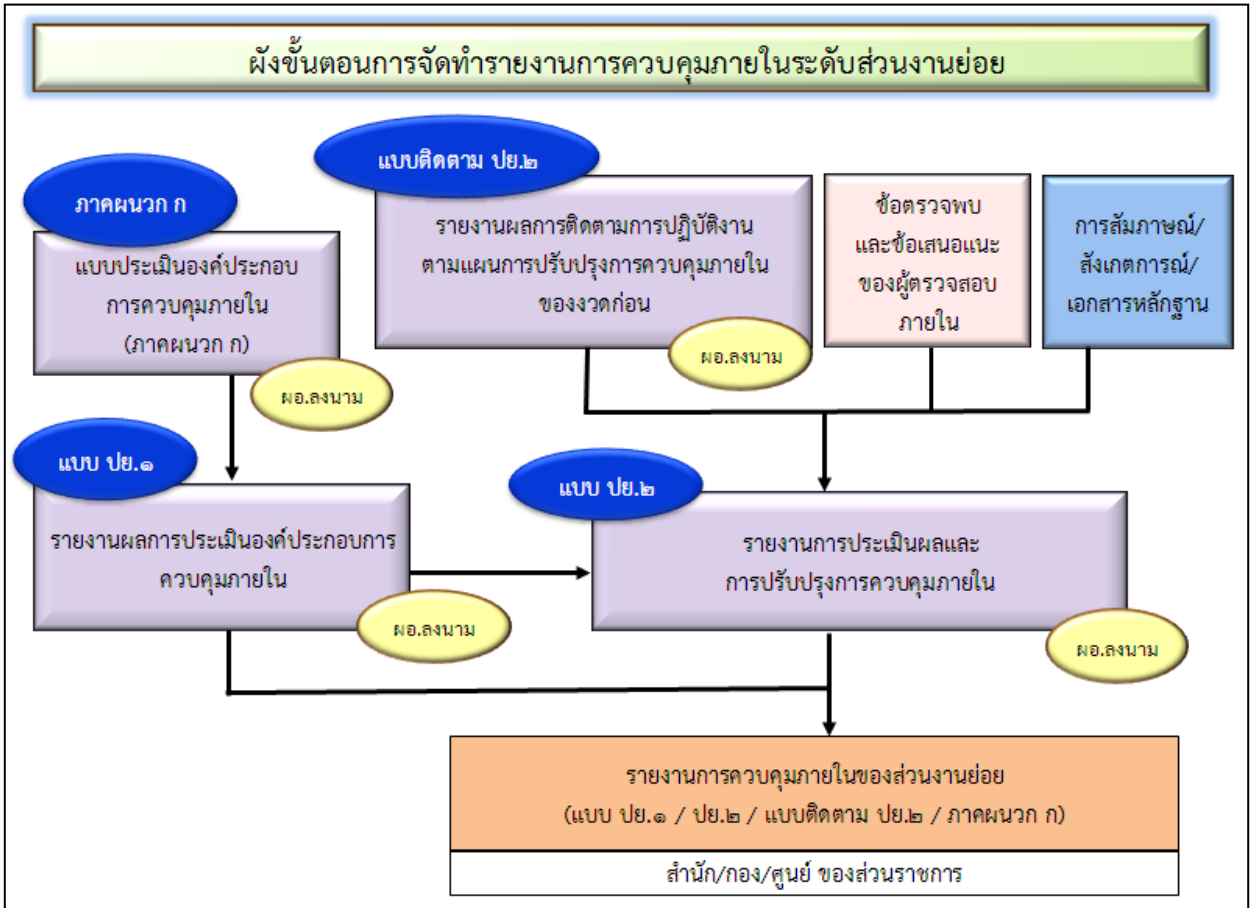 ผังขั้นตอนการจัดทำรายงานการควบคุมภายในระดับส่วนงานย่อย
ภาคผนวก ก
แบบประเมินองค์ประกอบ
การควบคุมภายใน
(ภาคผนวก ก)
ผอ.ลงนาม
แบบติดตาม ปย.๒
รายงานผลการติดตามการปฏิบัติงาน
ตามแผนการปรับปรุงการควบคุมภายใน
ของงวดก่อน
ผอ.ลงนาม
ข้อตรวจพบ
และข้อเสนอแนะ
ของผู้ตรวจสอบ
ภายใน
การสัมภาษณ์/
สังเกตการณ์/
เอกสารหลักฐาน
แบบ ปย.๑
รายงานผลการประเมินองค์ประกอบการ
ควบคุมภายใน
ผอ.ลงนาม
แบบ ปย.๒
รายงานการประเมินผลและ
การปรับปรุงการควบคุมภายใน
ผอ.ลงนาม
รายงานการควบคุมภายในของส่วนงานย่อย
(แบบ ปย.๑ / ปย.๒ / แบบติดตาม ปย.๒ / ภาคผนวก ก)
สำนัก/กอง/ศูนย์ ของส่วนราชการ